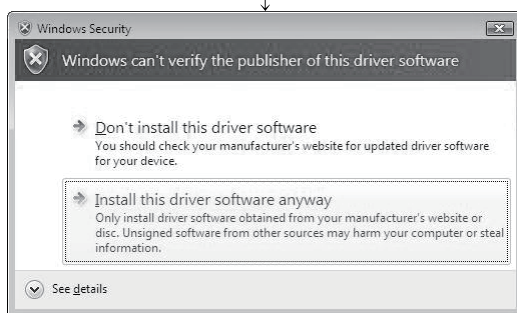 Windows Security
Windows can't verify the publisher of this driver software
Don't install this driver software
You should check your manufacturer's website for updated driver software
for your device.
Install this driver software anyway
Only install driver software obtained from your manufacturer's website or
disc. Unsigned software from other sources may harm your computer or steal
information.
See details